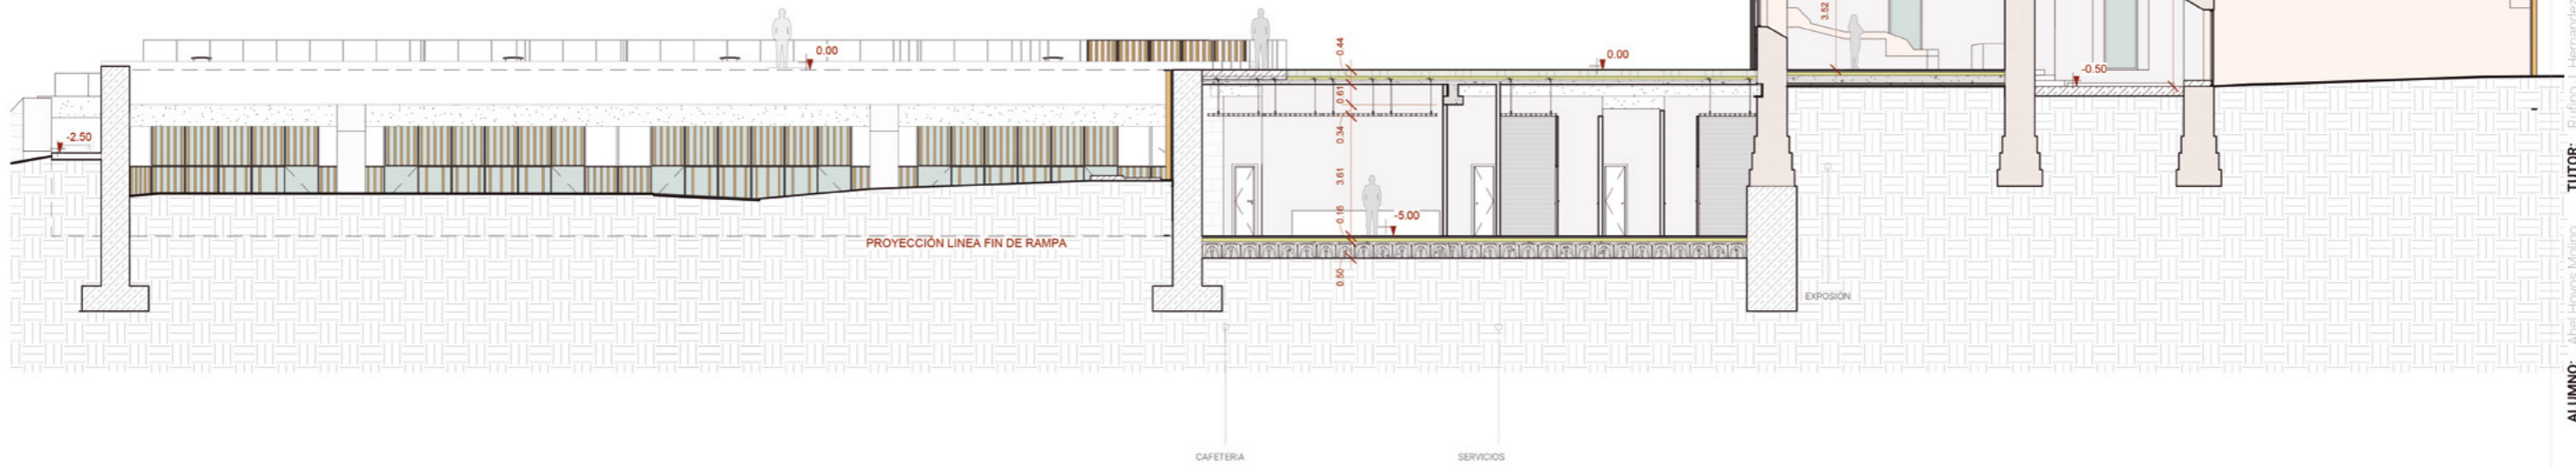 3.52
0.00
0.00
-0.50
-2.50
0.44
0.61
0.34
3.61
0.16
0.50
-5.00
PROYECCIÓN LINEA FIN DE RAMPA
EXPOSIÓN
CAFETERIA
SERVICIOS
TUTOR:
ALUMNO: